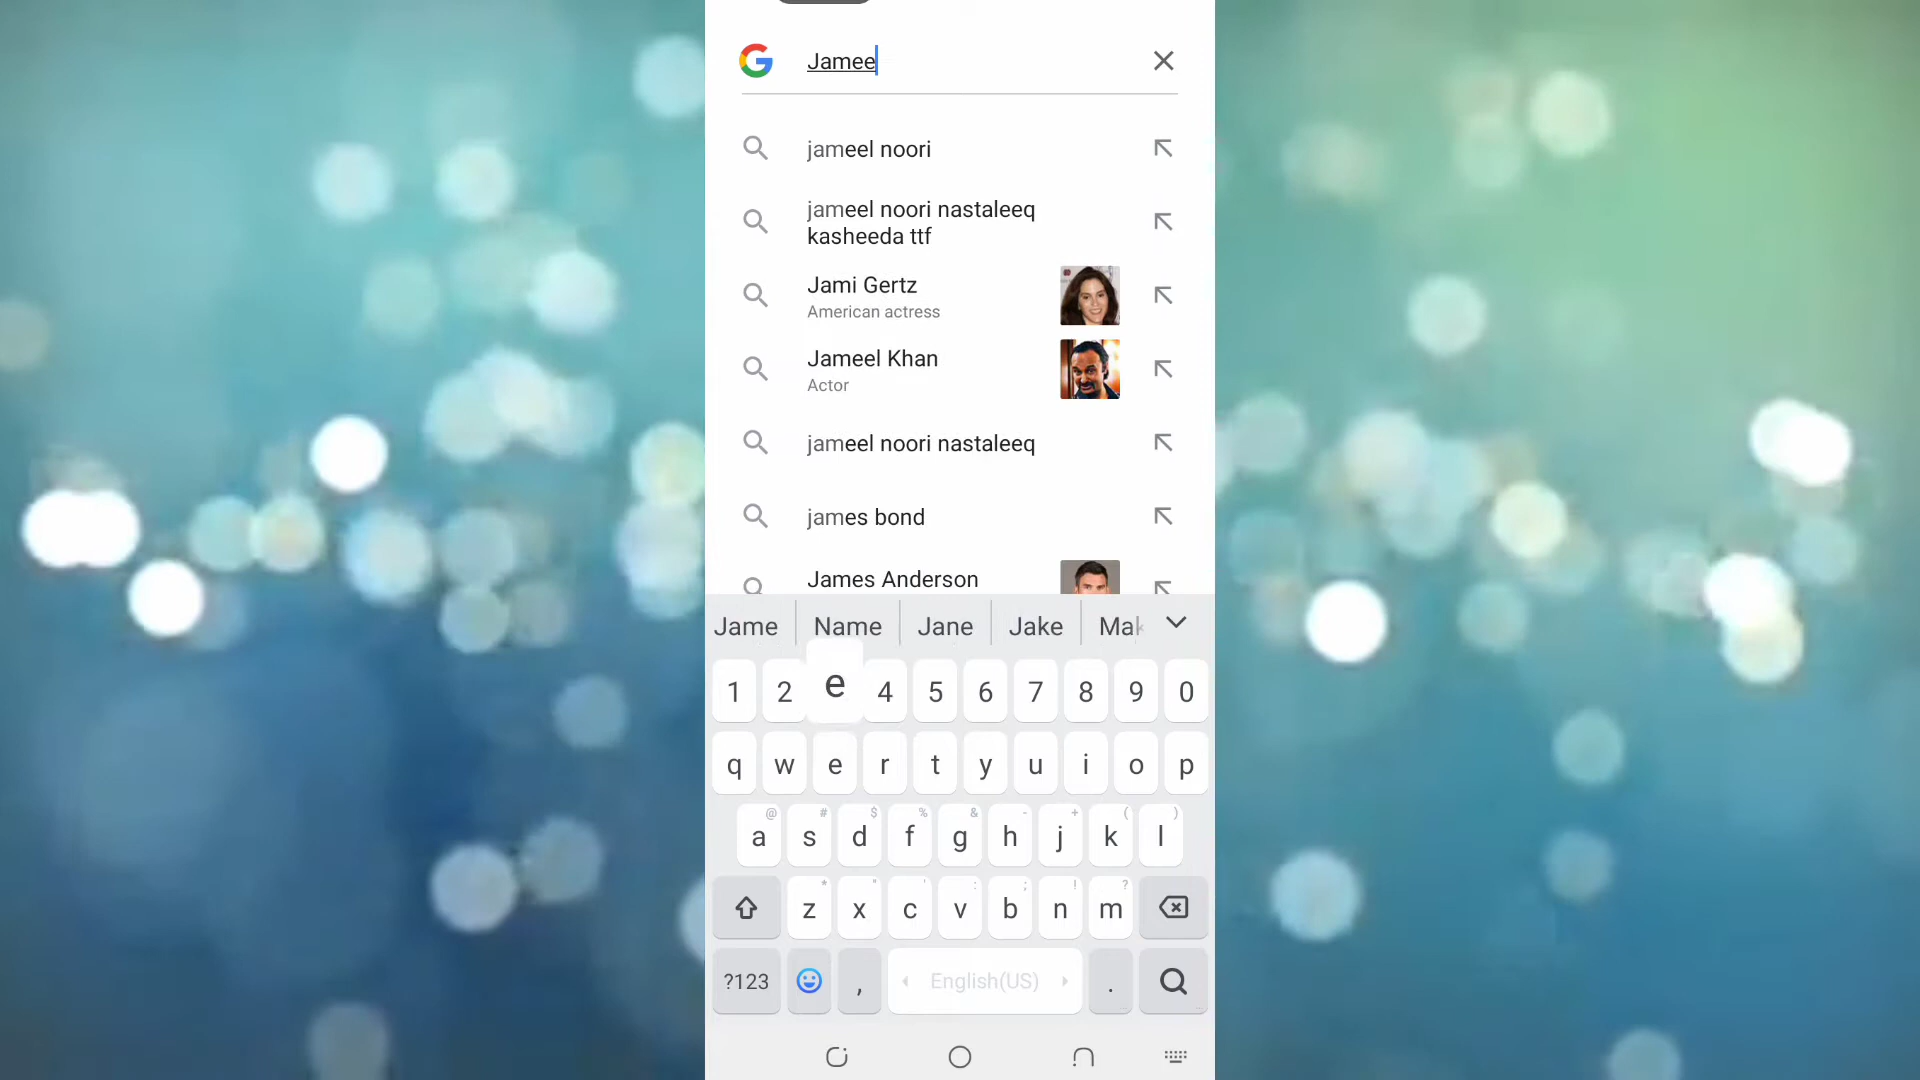 Jamee
jameel noori
jameel noori nastaleeq
kasheeda ttf
Jami Gertz
American actress
Jameel Khan
Actor
jameel noori nastaleeq
james bond
James Anderson
Jame Name Jane Jake
1 2 e 4 5 6 7 8 9 0
q w e r t y u i o p
@ # $ % & - + ( )
a s d f g h j k l
* " ' : ; ! ?
z x c v b n m
?123 , English(US) .